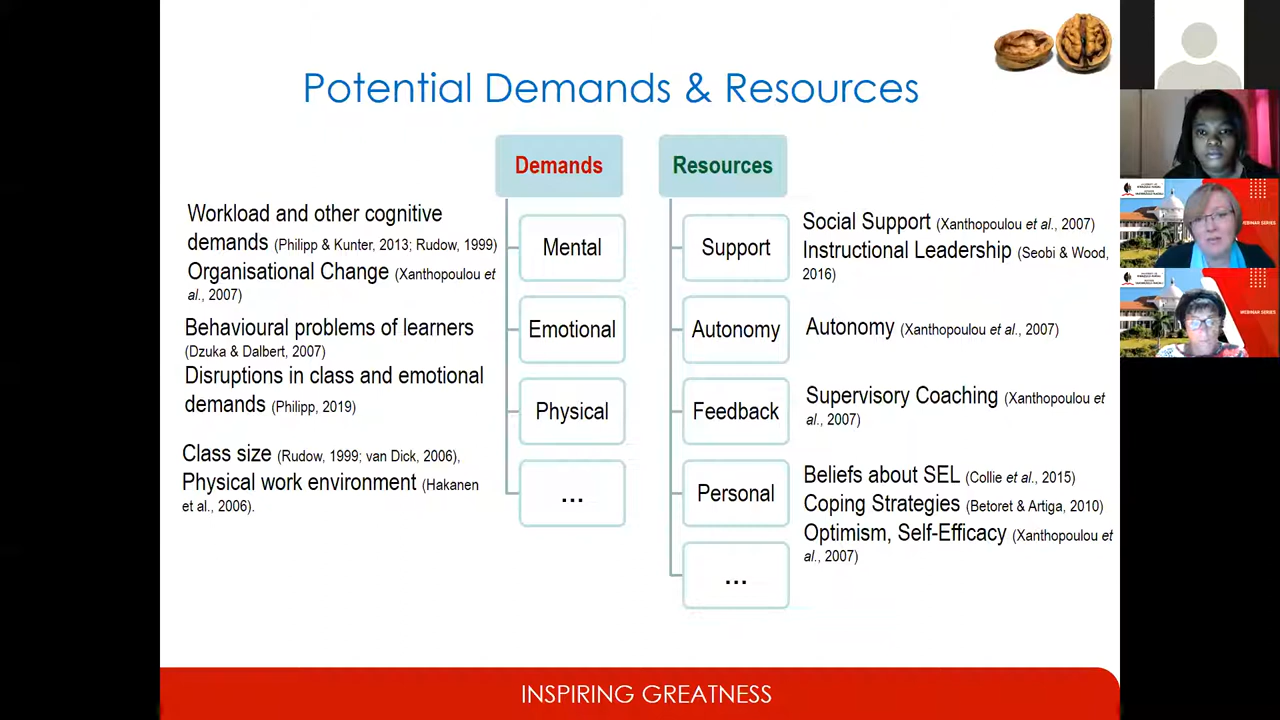 Potential Demands & Resources
Demands
Workload and other cognitive
demands (Philipp & Kunter, 2013; Rudow, 1999)
Organisational Change (Xanthopoulou et
al., 2007)
Mental
Behavioural problems of learners
(Dzuka & Dalbert, 2007)
Disruptions in class and emotional
demands (Philipp, 2019)
Emotional
Class size (Rudow, 1999; van Dick, 2006),
Physical work environment (Hakanen
et al., 2006).
Physical
...
Resources
Support
Social Support (Xanthopoulou et al., 2007)
Instructional Leadership (Seobi & Wood,
2016)
Autonomy
Autonomy (Xanthopoulou et al., 2007)
Feedback
Supervisory Coaching (Xanthopoulou et
al., 2007)
Personal
Beliefs about SEL (Collie et al., 2015)
Coping Strategies (Betoret & Artiga, 2010)
Optimism, Self-Efficacy (Xanthopoulou et
al., 2007)
...
INSPIRING GREATNESS
WEBINAR SERIES
WEBINAR SERIES